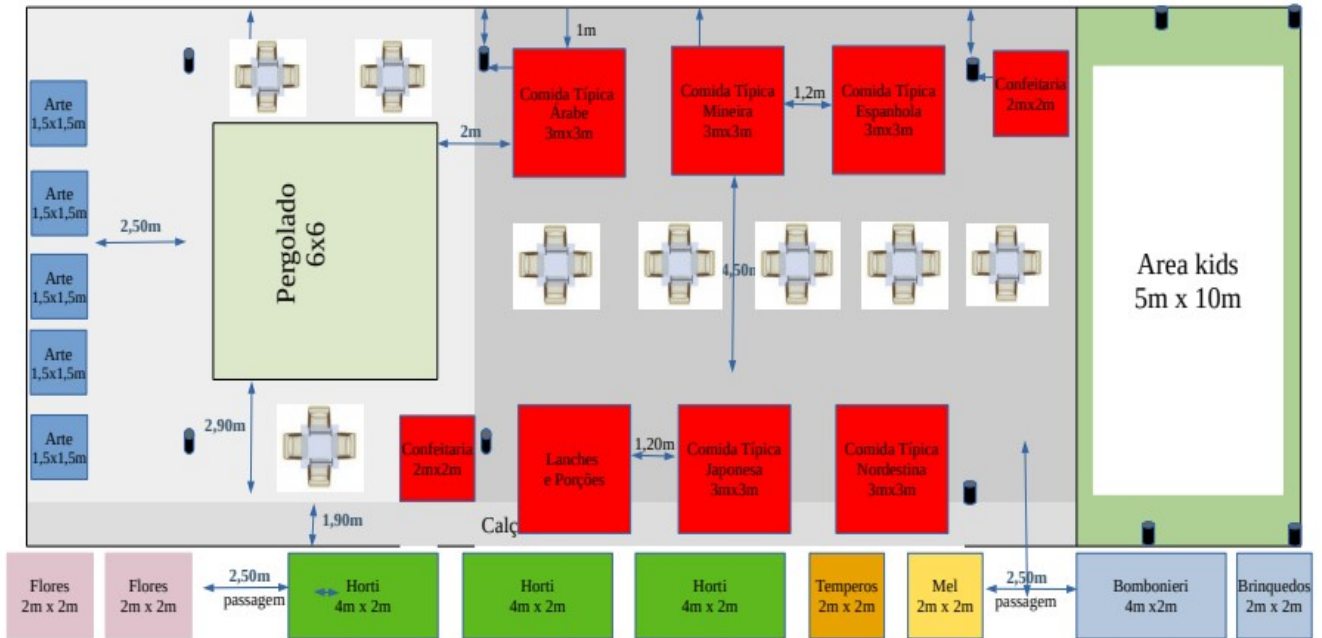 1m
Arte
1,5x1,5m
Arte
1,5x1,5m
Arte
1,5x1,5m
Arte
1,5x1,5m
Arte
1,5x1,5m
2,50m
Pergolado
6x6
2m
2,90m
1,90m
Comida Típica
Árabe
3mx3m
Comida Típica
Mineira
3mx3m
1,2m
Comida Típica
Espanhola
3mx3m
Confeitaria
2mx2m
4,50m
Area kids
5m x 10m
Confeitaria
2mx2m
Lanches
e Porções
1,20m
Comida Típica
Japonesa
3mx3m
Comida Típica
Nordestina
3mx3m
Calç
Flores
2m x 2m
Flores
2m x 2m
2,50m
passagem
Horti
4m x 2m
Horti
4m x 2m
Horti
4m x 2m
Temperos
2m x 2m
Mel
2m x 2m
2,50m
passagem
Bombonieri
4m x2m
Brinquedos
2m x 2m